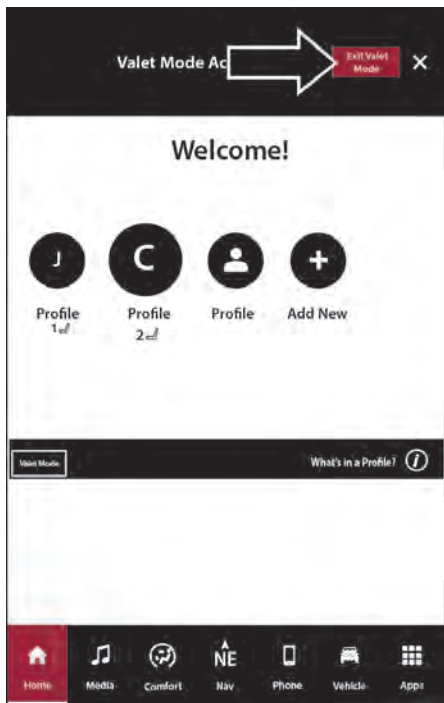 Valet Mode Ac
Exit Valet
Mode
Welcome!
J
C
Profile
1
Profile
2
Profile
Add New
Valet Mode
What's in a Profile?
i
NE
Home
Media
Comfort
Nav
Phone
Vehicle
Apps